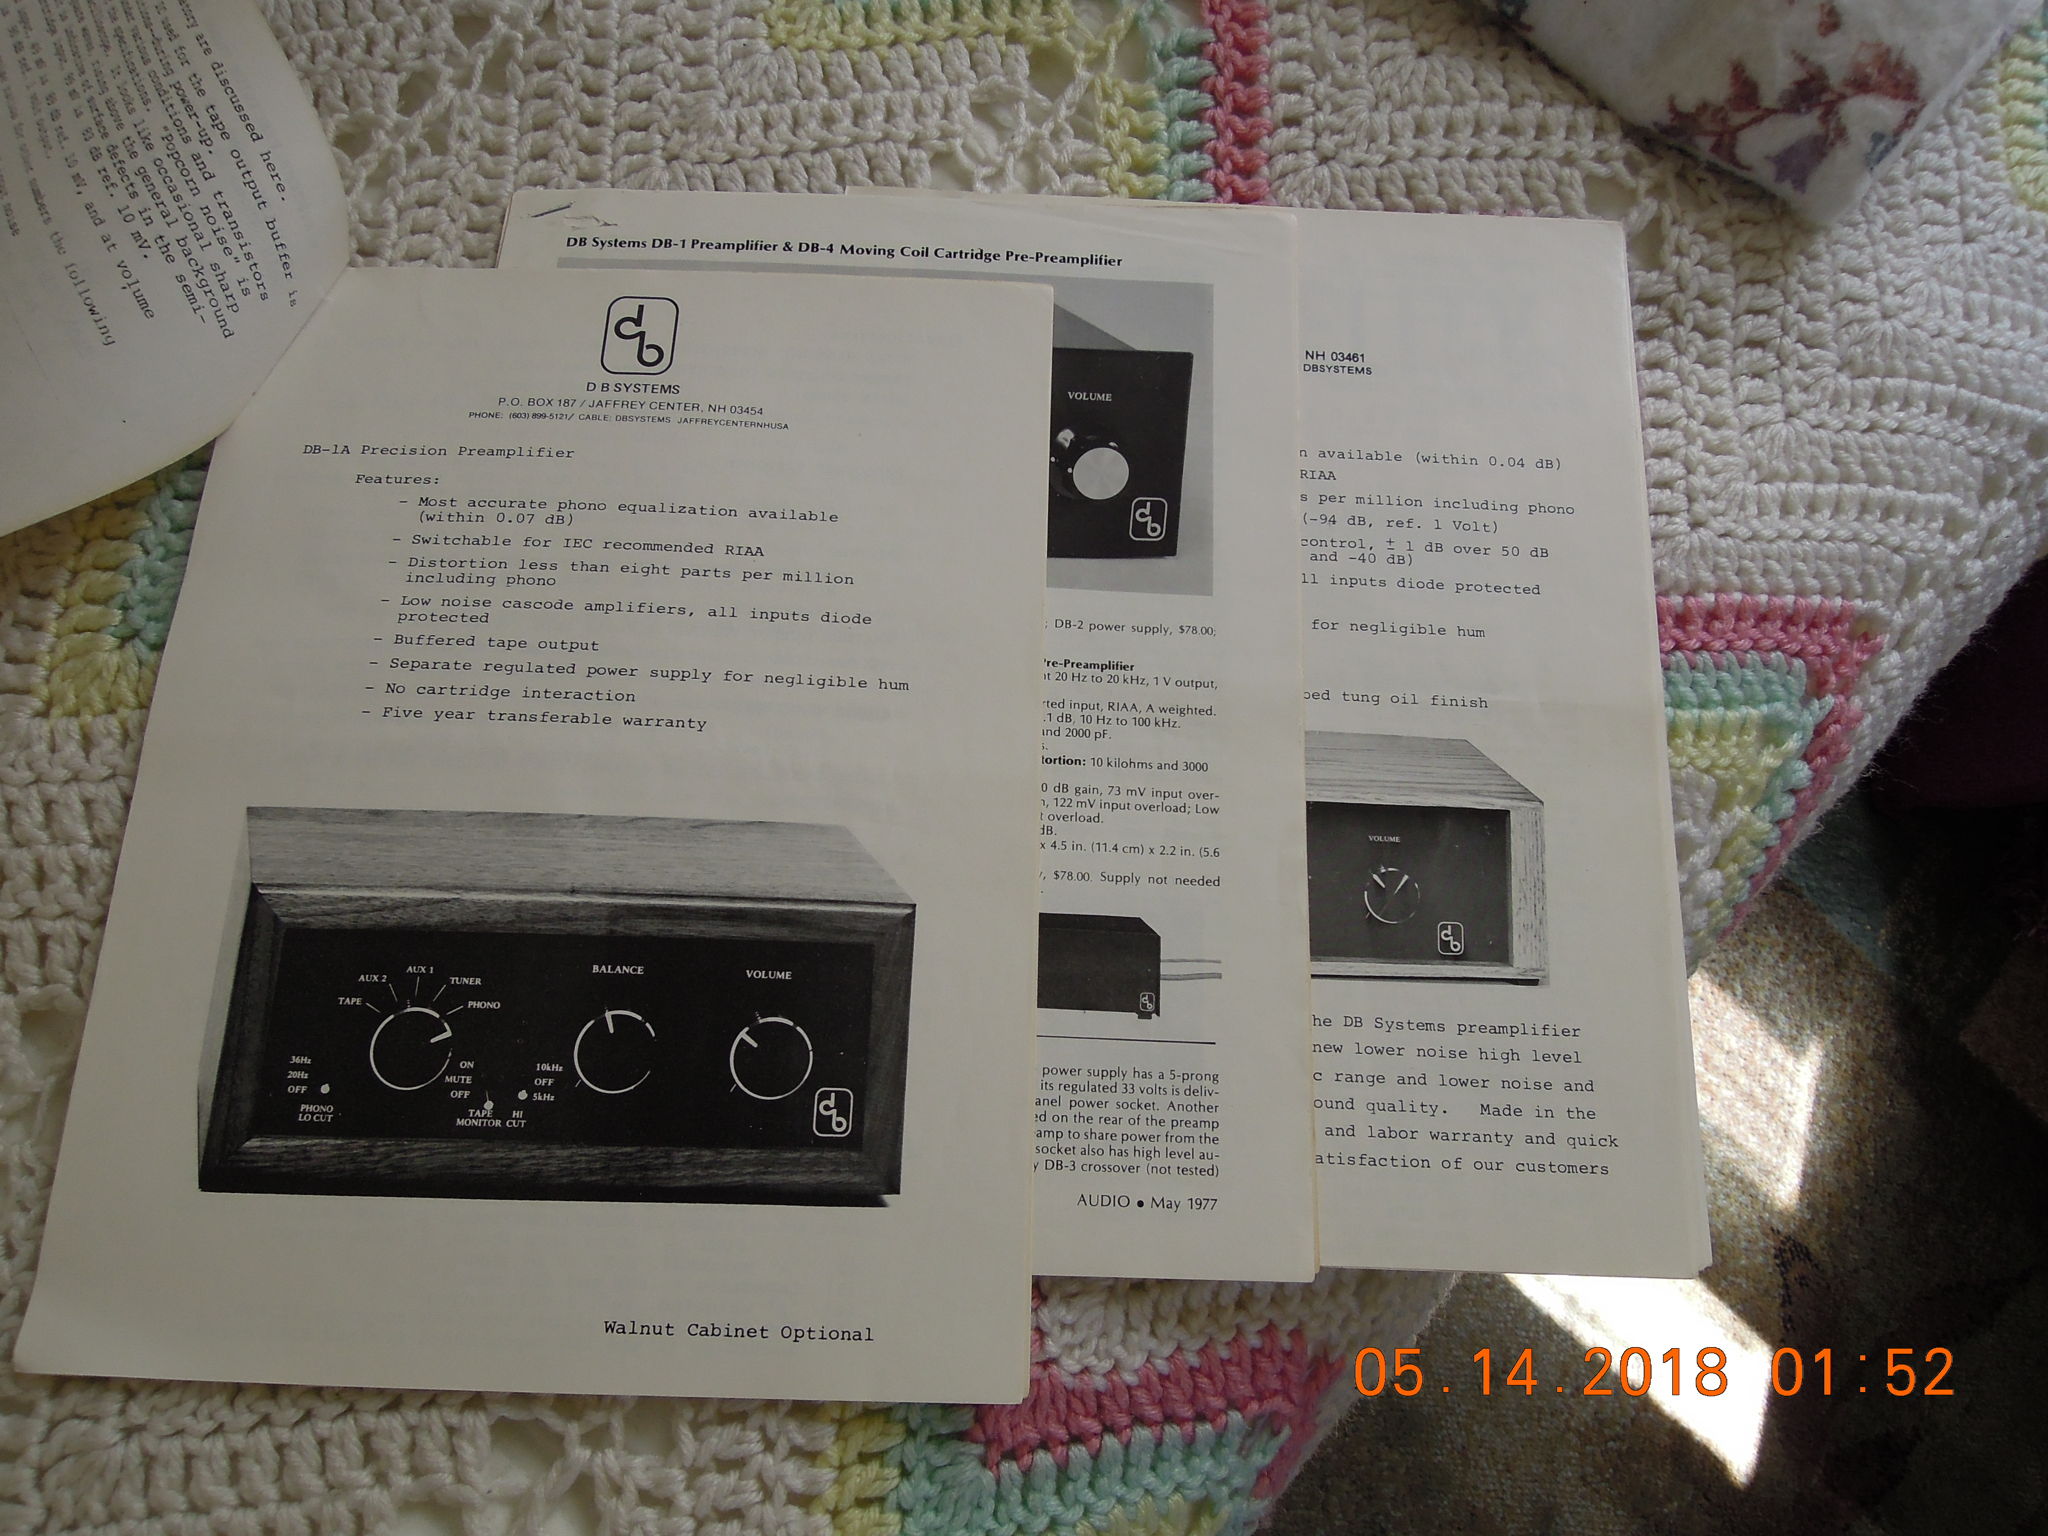 ory are discussed here.
used for the tape output buffer is
during power-up.
various conditions and transistors
specifications. "Popcorn noise" is
It looks like occasional sharp
rising above the general background
defects in the semi-
dB ref. 10 mV.
10 mV, and at volume
the following
db
D B SYSTEMS
P.O. BOX 187 / JAFFREY CENTER, NH 03454
PHONE: (603) 899-5121/ CABLE: DBSYSTEMS JAFFREYCENTERNHUSA
DB-1A Precision Preamplifier
Features:
- Most accurate phono equalization available
(within 0.07 dB)
- Switchable for IEC recommended RIAA
- Distortion less than eight parts per million
including phono
- Low noise cascode amplifiers, all inputs diode
protected
- Buffered tape output
- Separate regulated power supply for negligible hum
- No cartridge interaction
- Five year transferable warranty
TAPE
AUX 2
AUX 1
TUNER
PHONO
BALANCE
VOLUME
36Hz
20Hz
OFF
PHONO
LO CUT
ON
MUTE
OFF
TAPE
MONITOR
10kHz
OFF
5kHz
HI
CUT
db
Walnut Cabinet Optional
DB Systems DB-1 Preamplifier & DB-4 Moving Coil Cartridge Pre-Preamplifier
VOLUME
db
; DB-2 power supply, $78.00;
Pre-Preamplifier
at 20 Hz to 20 kHz, 1 V output,
rted input, RIAA, A weighted.
.1 dB, 10 Hz to 100 kHz.
and 2000 pF.
s.
tortion: 10 kilohms and 3000
0 dB gain, 73 mV input over-
n, 122 mV input overload; Low
t overload.
dB.
x 4.5 in. (11.4 cm) x 2.2 in. (5.6
y, $78.00. Supply not needed
db
power supply has a 5-prong
its regulated 33 volts is deliv-
anel power socket. Another
ed on the rear of the preamp
amp to share power from the
socket also has high level au-
y DB-3 crossover (not tested)
AUDIO • May 1977
NH 03461
DBSYSTEMS
n available (within 0.04 dB)
RIAA
s per million including phono
(-94 dB, ref. 1 Volt)
control, ± 1 dB over 50 dB
and -40 dB)
ll inputs diode protected
for negligible hum
bed tung oil finish
VOLUME
db
he DB Systems preamplifier
new lower noise high level
c range and lower noise and
ound quality. Made in the
and labor warranty and quick
atisfaction of our customers
05.14.2018 01:52